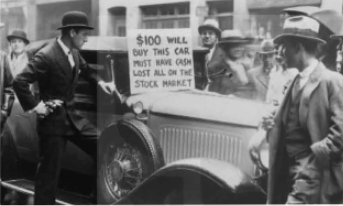 $100 WILL
BUY THIS CAR
MUST HAVE CASH
LOST ALL ON THE
STOCK MARKET